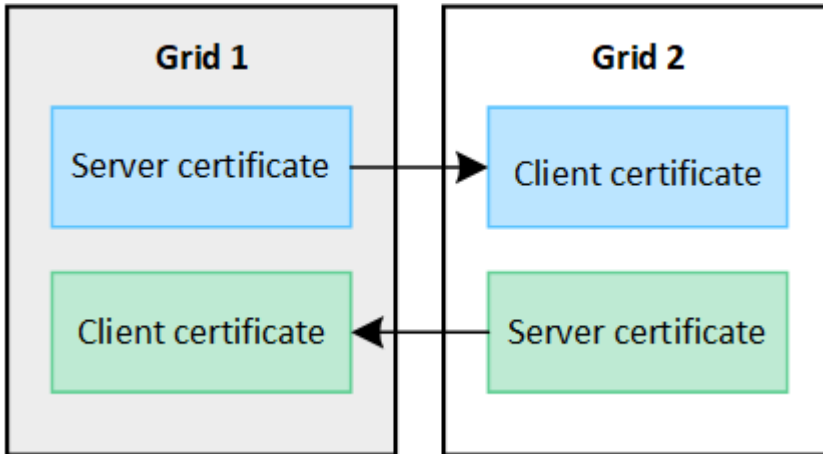 Grid 1
Server certificate
Client certificate
Grid 2
Client certificate
Server certificate